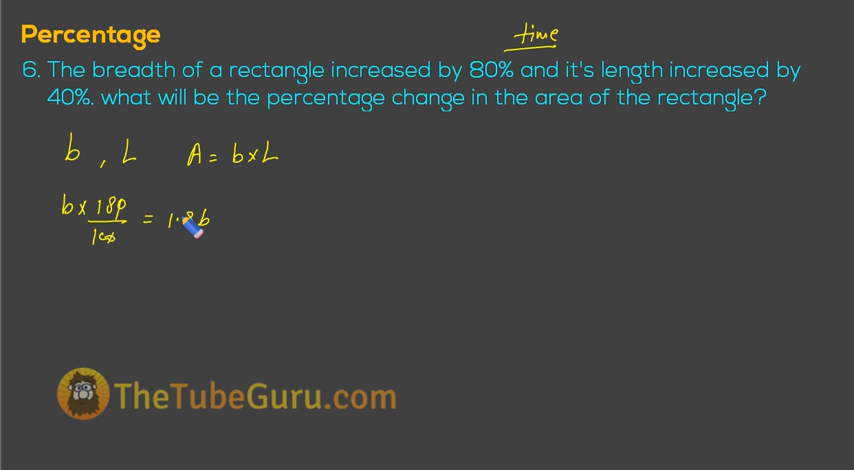 Percentage
time
6. The breadth of a rectangle increased by 80% and it's length increased by
40%. what will be the percentage change in the area of the rectangle?
b , L A = b × L
b × 180/100 = 1.8b
TheTubeGuru.com